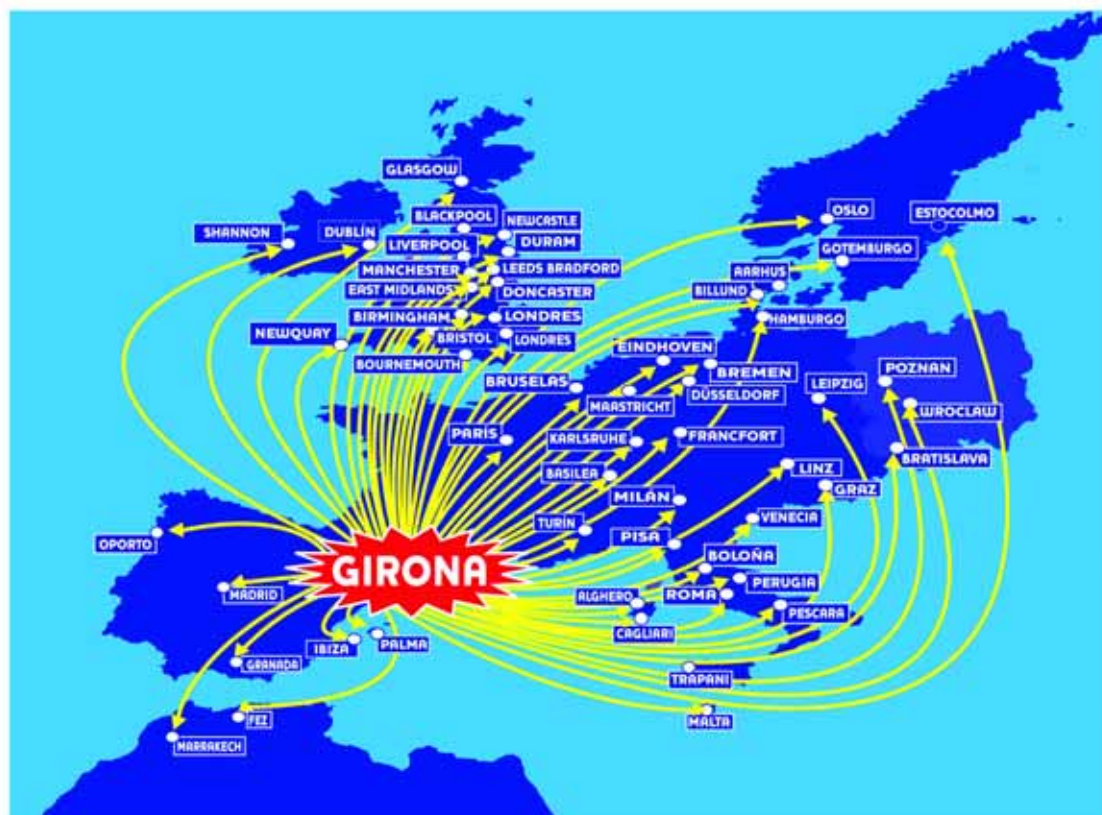 GLASGOW
BLACKPOOL
NEWCASTLE
SHANNON
DUBLÍN
LIVERPOOL
DURAM
MANCHESTER
LEEDS BRADFORD
EAST MIDLANDS
DONCASTER
BIRMINGHAM
LONDRES
NEWQUAY
BRISTOL
LONDRES
BOURNEMOUTH
OSLO
ESTOCOLMO
GOTEMBURGO
AARHUS
BILLUND
HAMBURGO
EINDHOVEN
BREMEN
POZNAN
BRUSELAS
MAASTRICHT
DÜSSELDORF
LEIPZIG
WROCLAW
PARÍS
KARLSRUHE
FRANCFORT
BRATISLAVA
BASILEA
LINZ
GRAZ
MILÁN
TURÍN
PISA
VENECIA
OPORTO
GIRONA
BOLOÑA
MADRID
ALGHERO
ROMA
PERUGIA
PESCARA
CAGLIARI
IBIZA
PALMA
GRANADA
TRAPANI
FEZ
MALTA
MARRAKECH